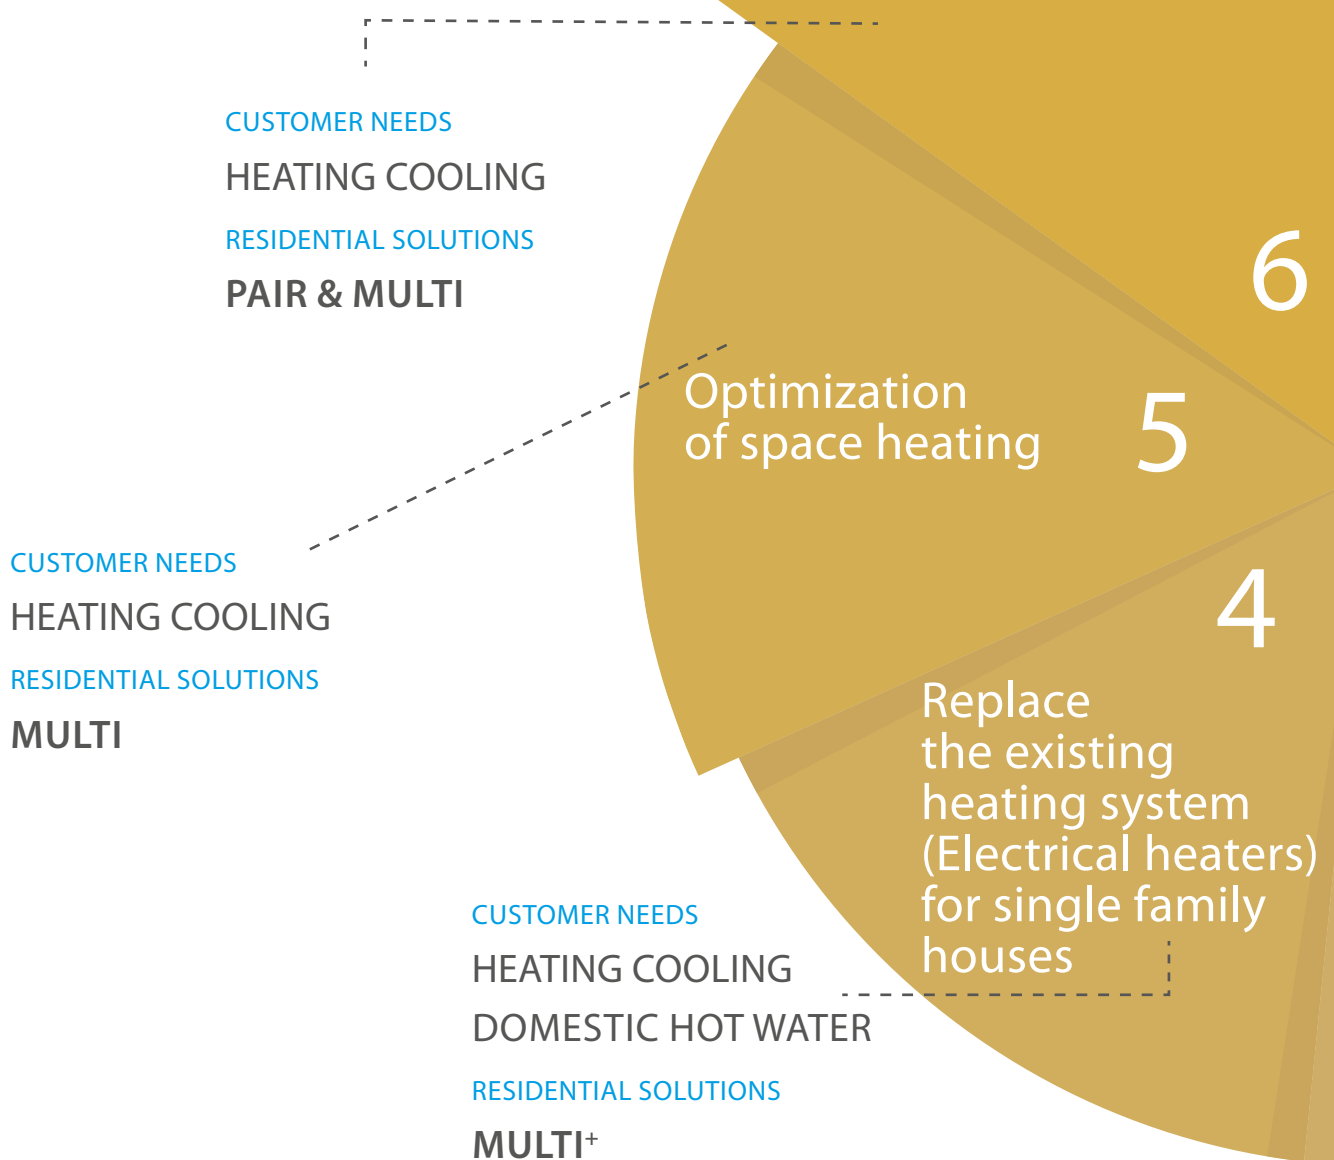 CUSTOMER NEEDS
HEATING COOLING
RESIDENTIAL SOLUTIONS
PAIR & MULTI
6
Optimization
of space heating
5
CUSTOMER NEEDS
HEATING COOLING
RESIDENTIAL SOLUTIONS
MULTI
4
Replace
the existing
heating system
(Electrical heaters)
for single family
houses
CUSTOMER NEEDS
HEATING COOLING
DOMESTIC HOT WATER
RESIDENTIAL SOLUTIONS
MULTI+